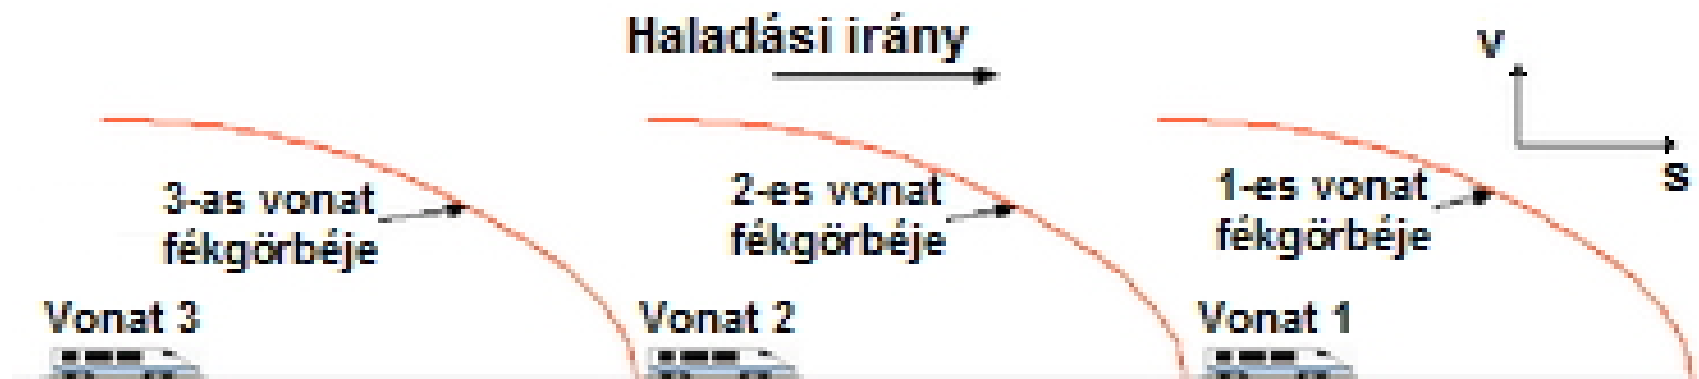 Haladási irány
v
s
3-as vonat
fékgörbéje
2-es vonat
fékgörbéje
1-es vonat
fékgörbéje
Vonat 3
Vonat 2
Vonat 1